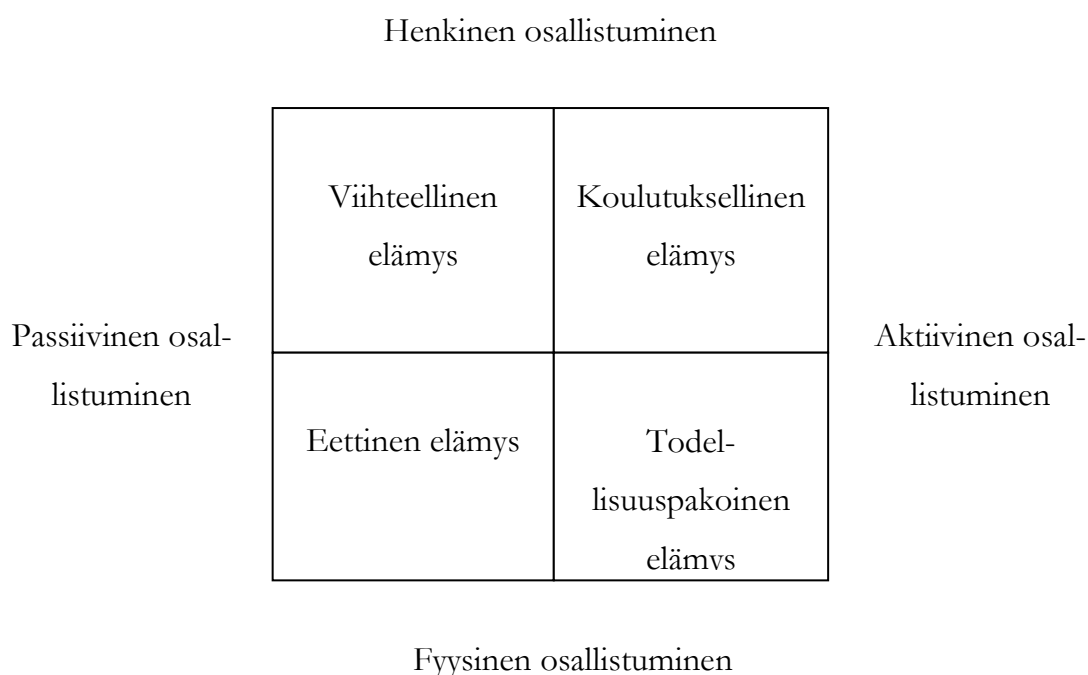 Henkinen osallistuminen
Viihteellinen
elämys
Koulutuksellinen
elämys
Passiivinen osal-
listuminen
Aktiivinen osal-
listuminen
Eettinen elämys
Todel-
lisuuspakoinen
elämys
Fyysinen osallistuminen